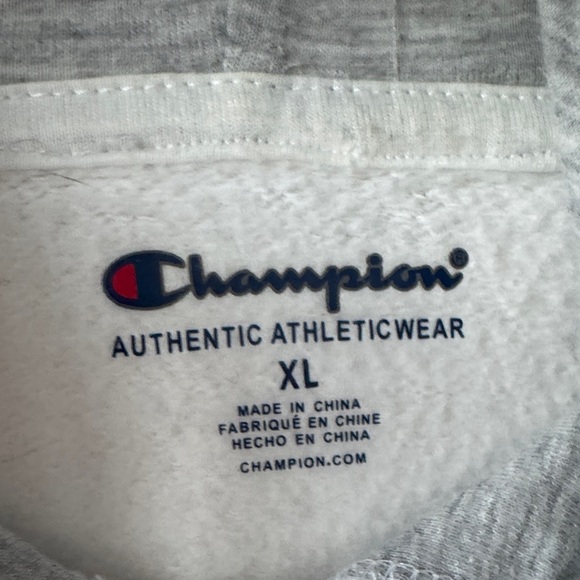 Champion®
AUTHENTIC ATHLETICWEAR
XL
MADE IN CHINA
FABRIQUÉ EN CHINE
HECHO EN CHINA
CHAMPION.COM